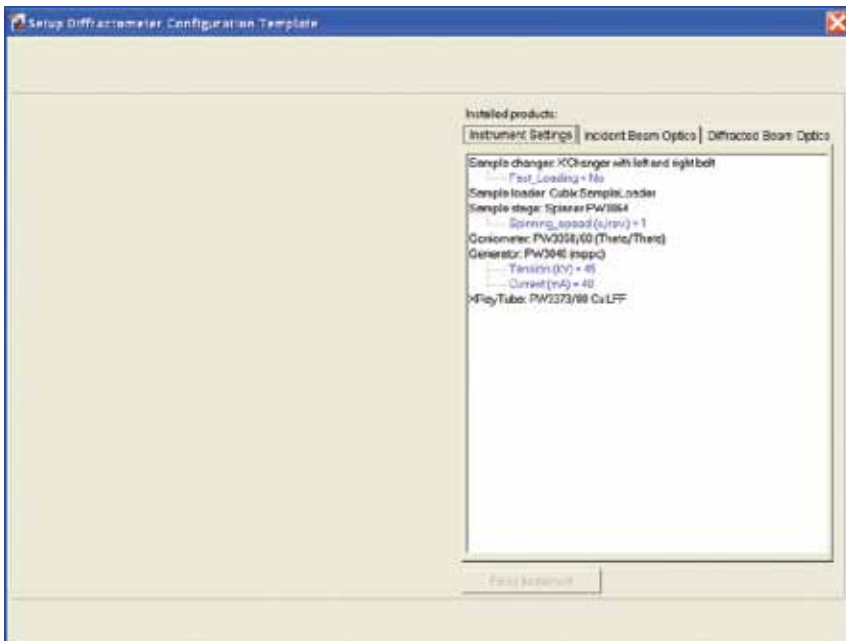 Setup Diffractometer Configuration Template
Installed products:
Instrument Settings Incident Beam Optics Diffracted Beam Optics
Sample changer: X'Changer with left and right belt
Fast_Loading = No
Sample loader: Cubix SampleLoader
Sample stage: Spinner PW3064
Spinning_speed (s/rev) = 1
Goniometer: PW3050/60 (Theta/Theta)
Generator: PW3040
Tension (kV) = 45
Current (mA) = 40
XRayTube: PW3373/00 Cu LFF